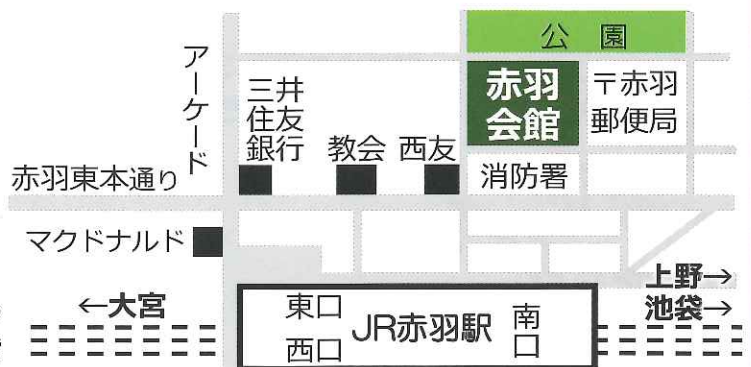 公園
アーケード
三井
住友
銀行
教会
西友
赤羽
会館
〒赤羽
郵便局
消防署
赤羽東本通り
マクドナルド
上野→
池袋→
←大宮
東口
西口
JR赤羽駅
南口